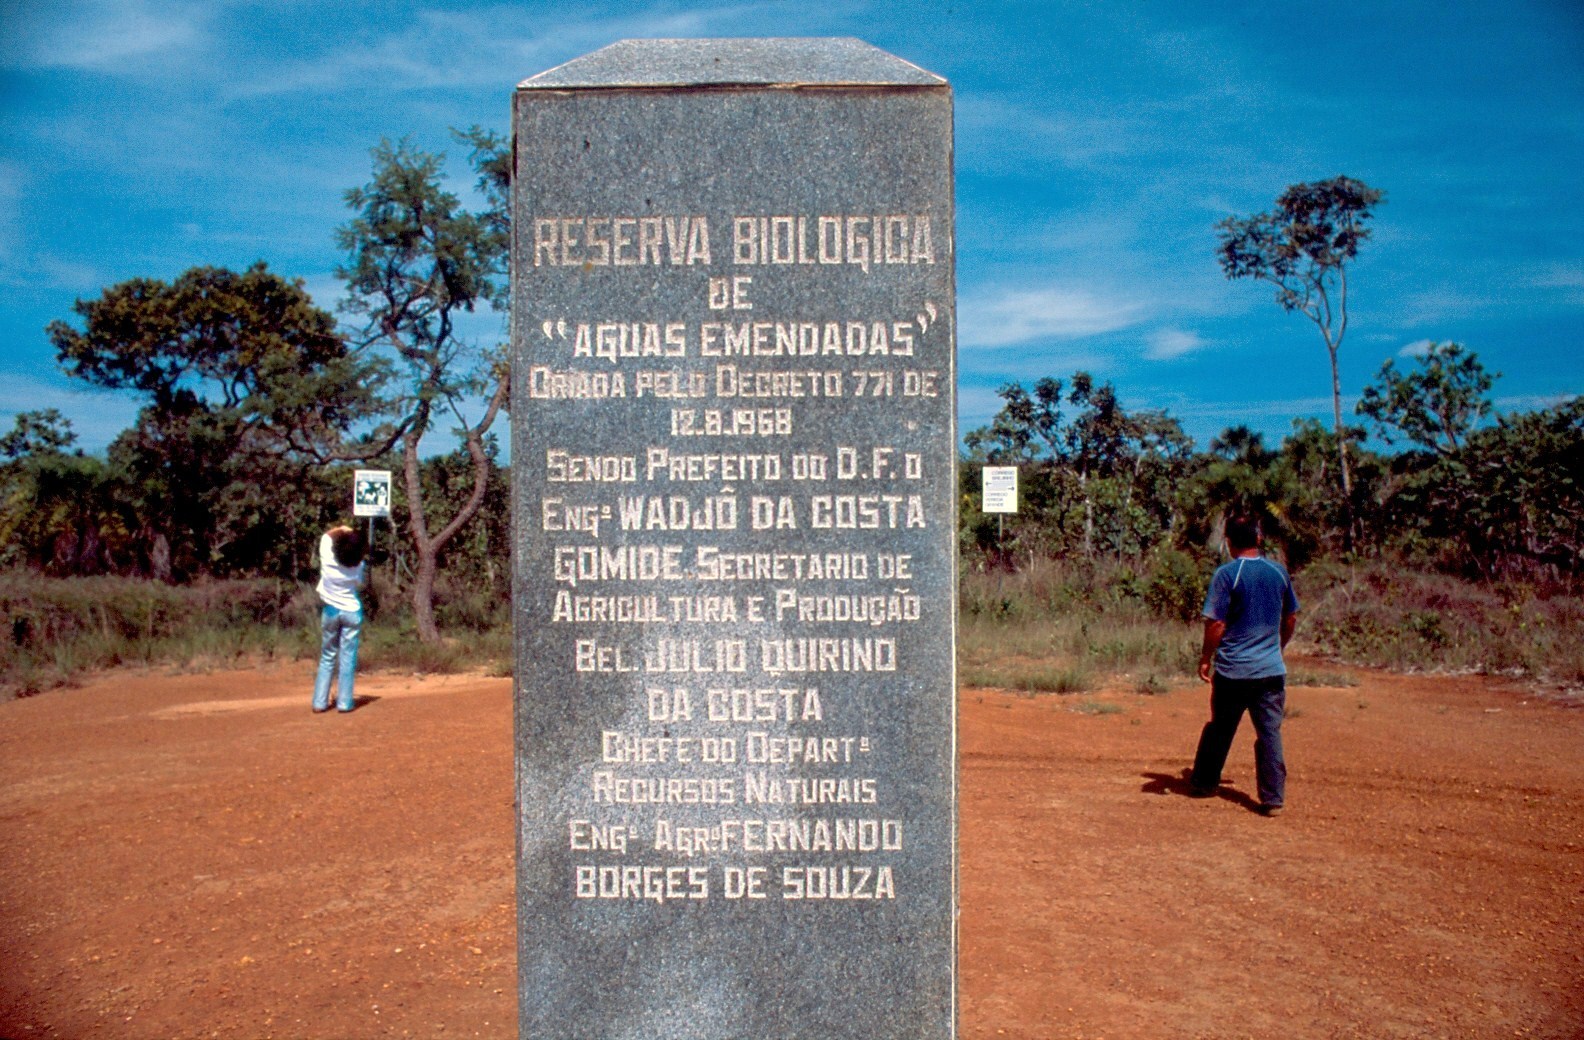 RESERVA BIOLOGICA
DE
“AGUAS EMENDADAS”
CRIADA PELO DECRETO 771 DE
12.8.1968
SENDO PREFEITO DO D.F. O
ENGº WADJÔ DA COSTA
GOMIDE. SECRETARIO DE
AGRICULTURA E PRODUÇÃO
BEL. JULIO QUIRINO
DA COSTA
CHEFE DO DEPARTº
RECURSOS NATURAIS
ENGº AGRº. FERNANDO
BORGES DE SOUZA